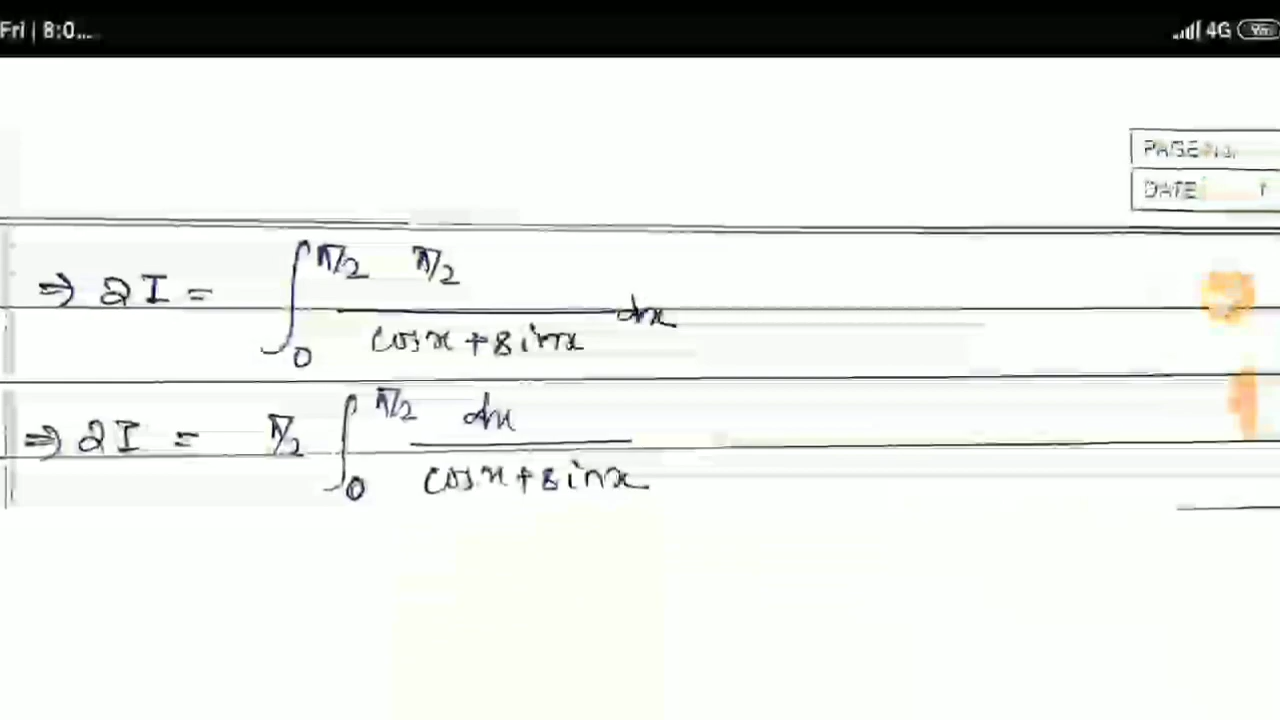 Fri | 8:0...
4G
PAGE No.
DATE
⇒ 2I = ∫₀^π/2 π/2 / (cosx + sinx) dx
⇒ 2I = π/2 ∫₀^π/2 dx / (cosx + sinx)